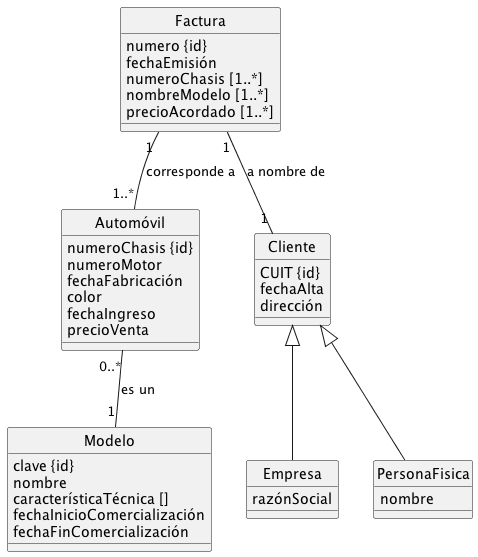 Factura
numero {id}
fechaEmisión
numeroChasis [1..*]
nombreModelo [1..*]
precioAcordado [1..*]
1
1
corresponde a
a nombre de
1..*
1
Automóvil
numeroChasis {id}
numeroMotor
fechaFabricación
color
fechaIngreso
precioVenta
Cliente
CUIT {id}
fechaAlta
dirección
0..*
es un
1
Modelo
clave {id}
nombre
característicaTécnica []
fechaInicioComercialización
fechaFinComercialización
Empresa
razónSocial
PersonaFisica
nombre